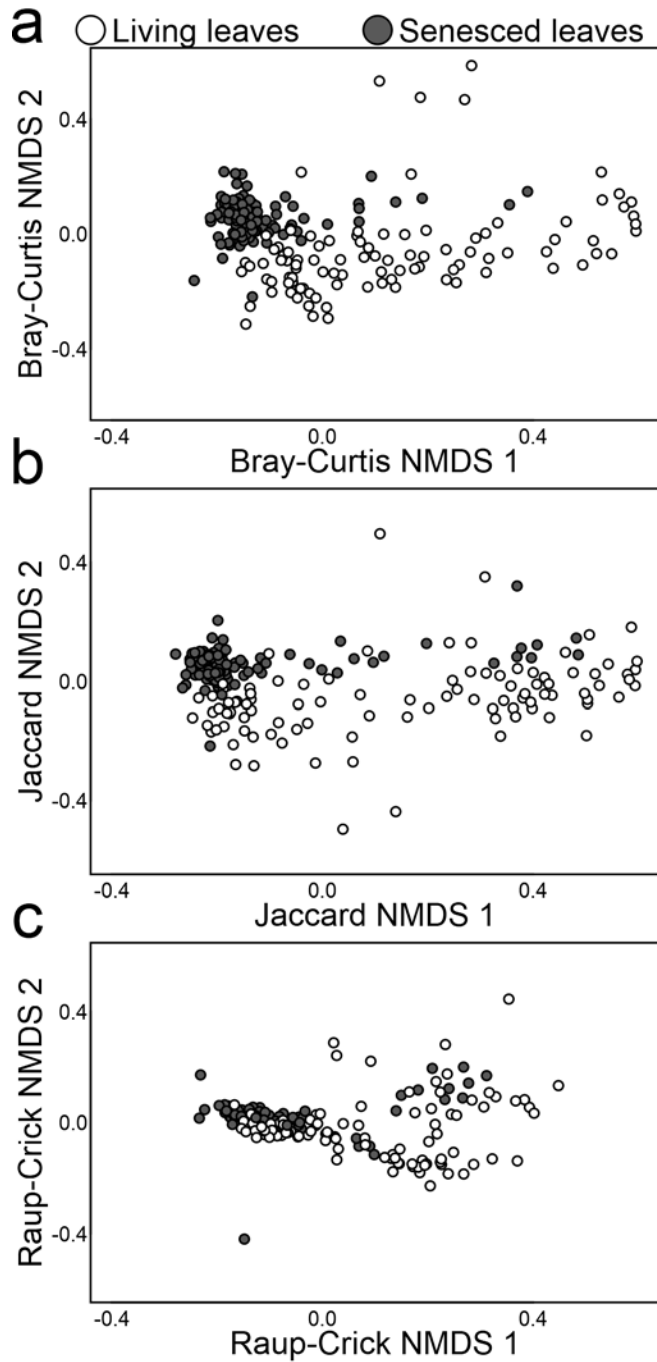 a
Living leaves Senesced leaves
Bray-Curtis NMDS 2
0.4
0.0
-0.4
-0.4 0.0 0.4
Bray-Curtis NMDS 1
b
Jaccard NMDS 2
0.4
0.0
-0.4
-0.4 0.0 0.4
Jaccard NMDS 1
c
Raup-Crick NMDS 2
0.4
0.0
-0.4
-0.4 0.0 0.4
Raup-Crick NMDS 1